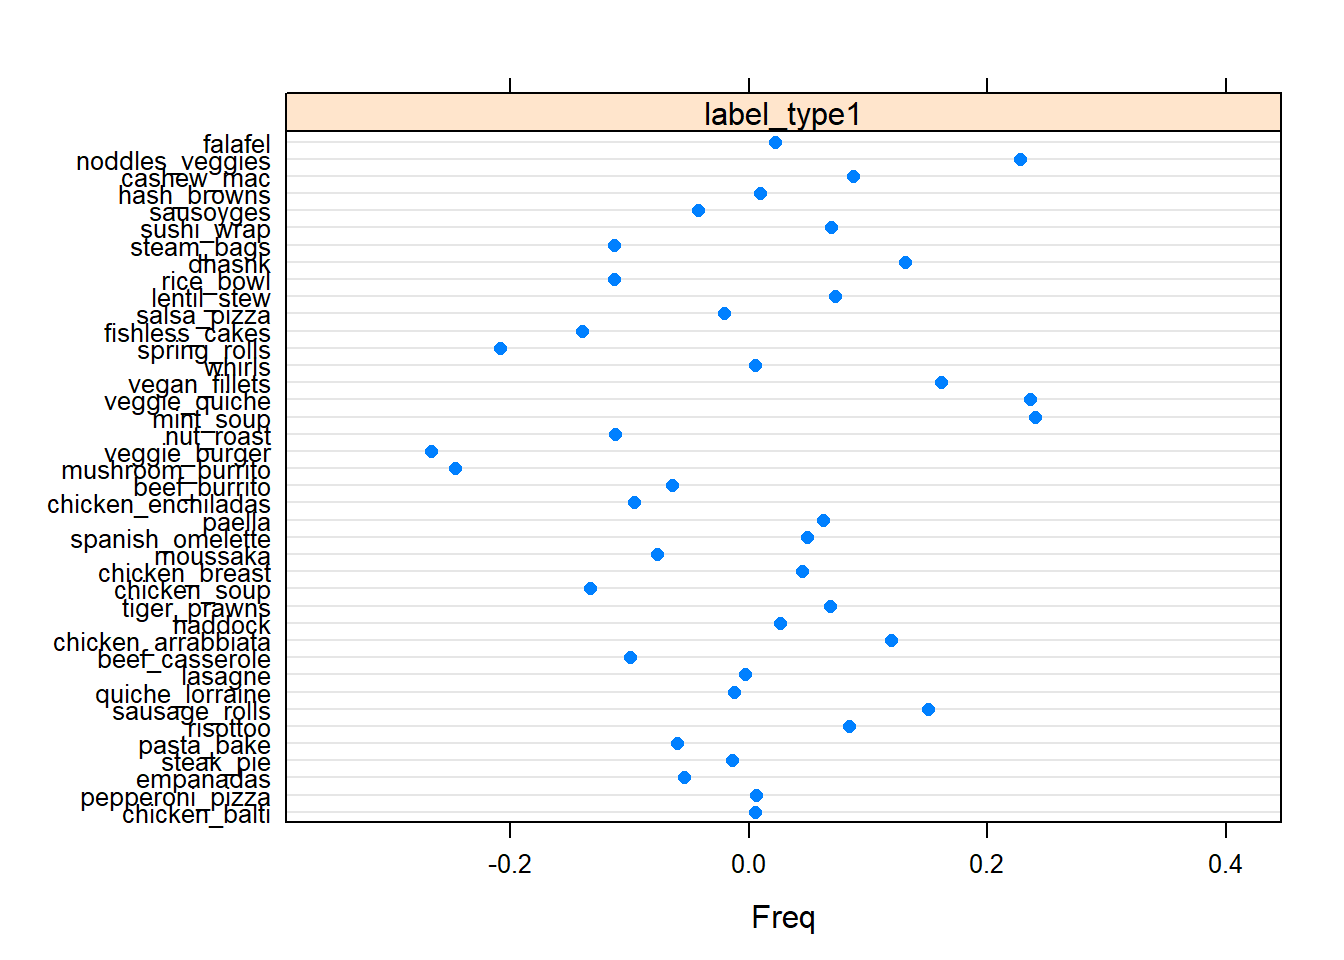 label_type1
falafel
noddles_veggies
cashew_mac
hash_browns
sausoyges
sushi_wrap
steam_bags
dhasnk
rice_bowl
lentil_stew
salsa_pizza
fishless_cakes
spring_rolls
whirls
vegan_fillets
veggie_quiche
mint_soup
nut_roast
veggie_burger
mushroom_burrito
beef_burrito
chicken_enchiladas
paella
spanish_omelette
moussaka
chicken_breast
chicken_soup
tiger_prawns
haddock
chicken_arrabbiata
beef_casserole
lasagne
quiche_lorraine
sausage_rolls
risottoo
pasta_bake
steak_pie
empanadas
pepperoni_pizza
chicken_balti
-0.2 0.0 0.2 0.4
Freq